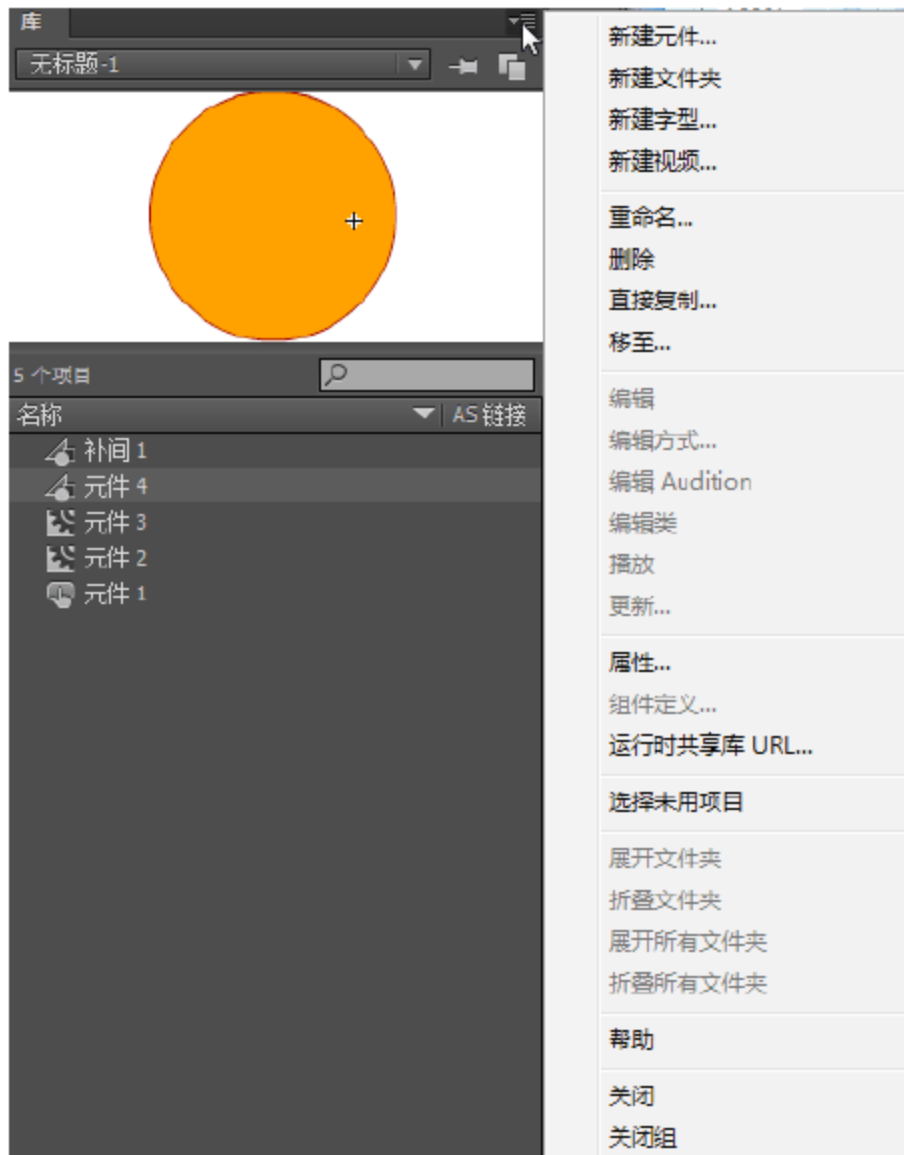 库
无标题-1
5 个项目
名称
AS 链接
补间 1
元件 4
元件 3
元件 2
元件 1
新建元件...
新建文件夹
新建字型...
新建视频...
重命名...
删除
直接复制...
移至...
编辑
编辑方式...
编辑 Audition
编辑类
播放
更新...
属性...
组件定义...
运行时共享库 URL...
选择未用项目
展开文件夹
折叠文件夹
展开所有文件夹
折叠所有文件夹
帮助
关闭
关闭组